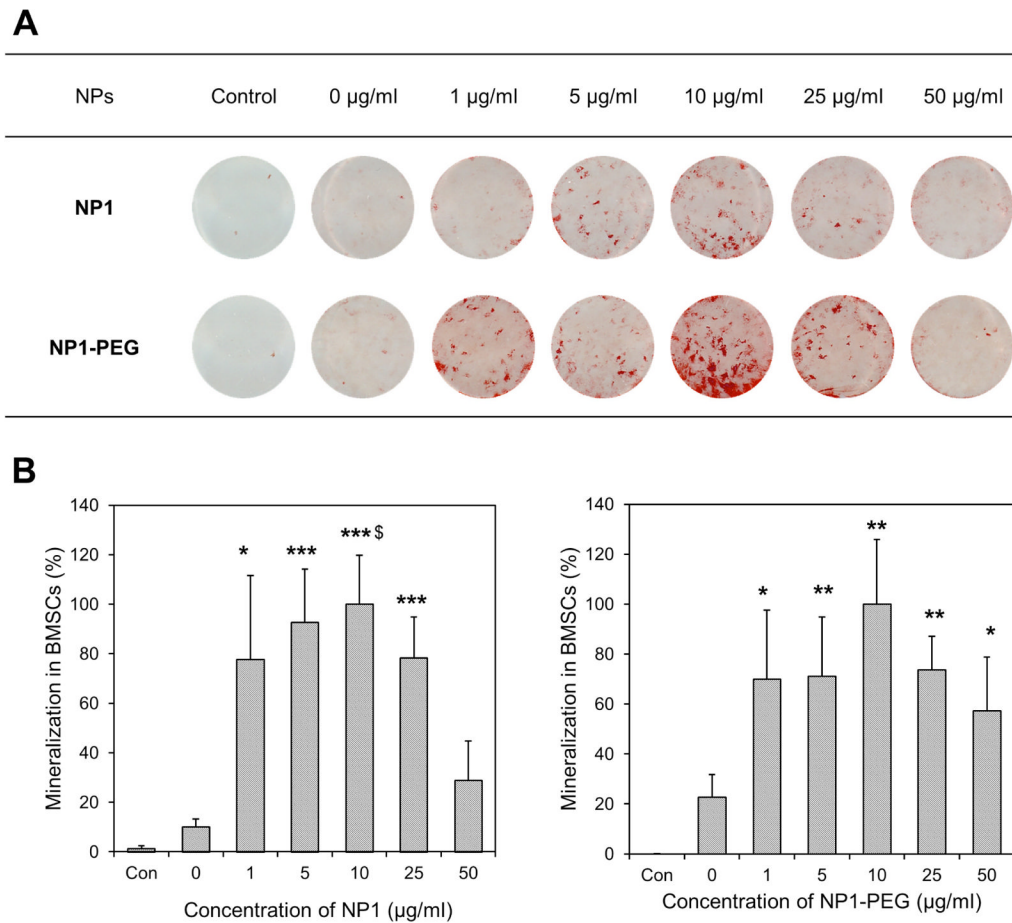 A
NPs Control 0 µg/ml 1 µg/ml 5 µg/ml 10 µg/ml 25 µg/ml 50 µg/ml
NP1
NP1-PEG
B
140
120
100
80
60
40
20
0
Mineralization in BMSCs (%)
* *** ***$ ***
Con 0 1 5 10 25 50
Concentration of NP1 (µg/ml)
140
120
100
80
60
40
20
0
Mineralization in BMSCs (%)
* ** ** ** *
Con 0 1 5 10 25 50
Concentration of NP1-PEG (µg/ml)